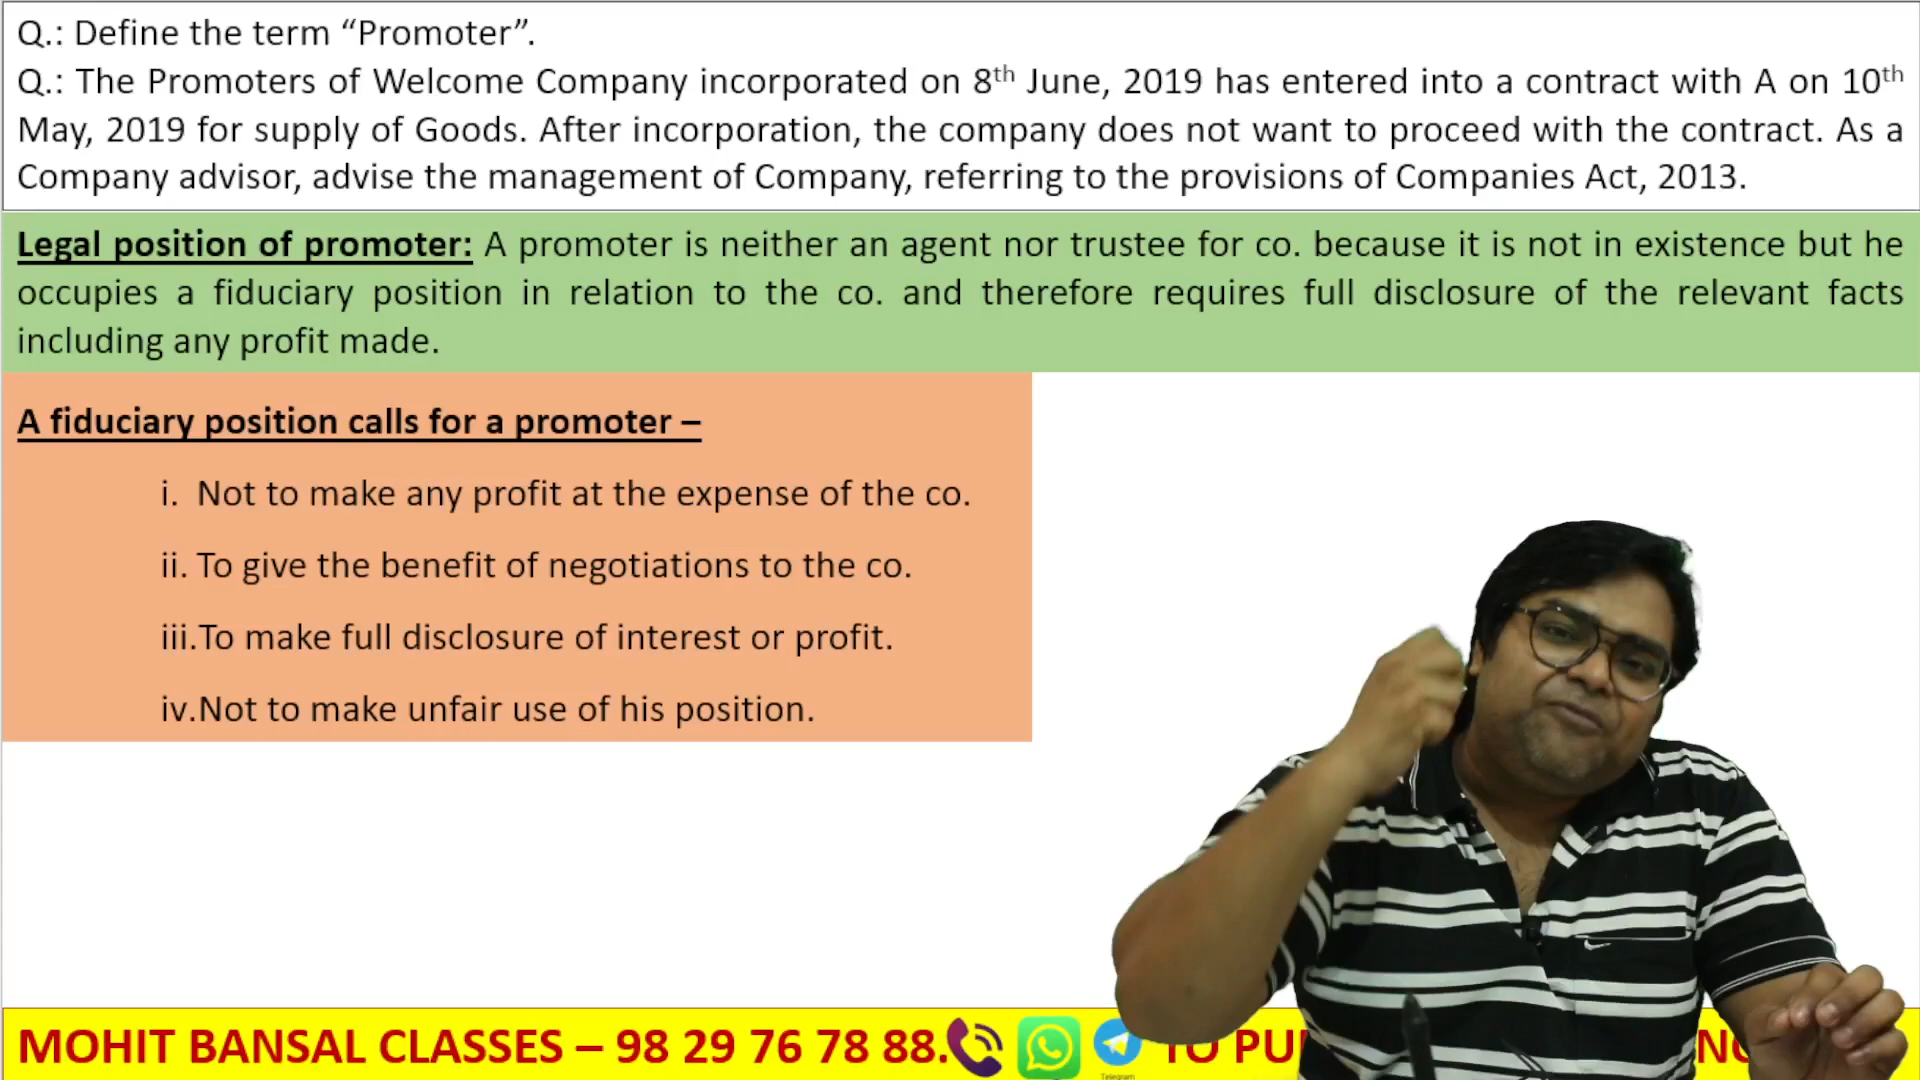 Q.: Define the term “Promoter”.
Q.: The Promoters of Welcome Company incorporated on 8th June, 2019 has entered into a contract with A on 10th
May, 2019 for supply of Goods. After incorporation, the company does not want to proceed with the contract. As a
Company advisor, advise the management of Company, referring to the provisions of Companies Act, 2013.
Legal position of promoter: A promoter is neither an agent nor trustee for co. because it is not in existence but he
occupies a fiduciary position in relation to the co. and therefore requires full disclosure of the relevant facts
including any profit made.
A fiduciary position calls for a promoter –
i. Not to make any profit at the expense of the co.
ii. To give the benefit of negotiations to the co.
iii.To make full disclosure of interest or profit.
iv.Not to make unfair use of his position.
MOHIT BANSAL CLASSES – 98 29 76 78 88. TO
Telegram